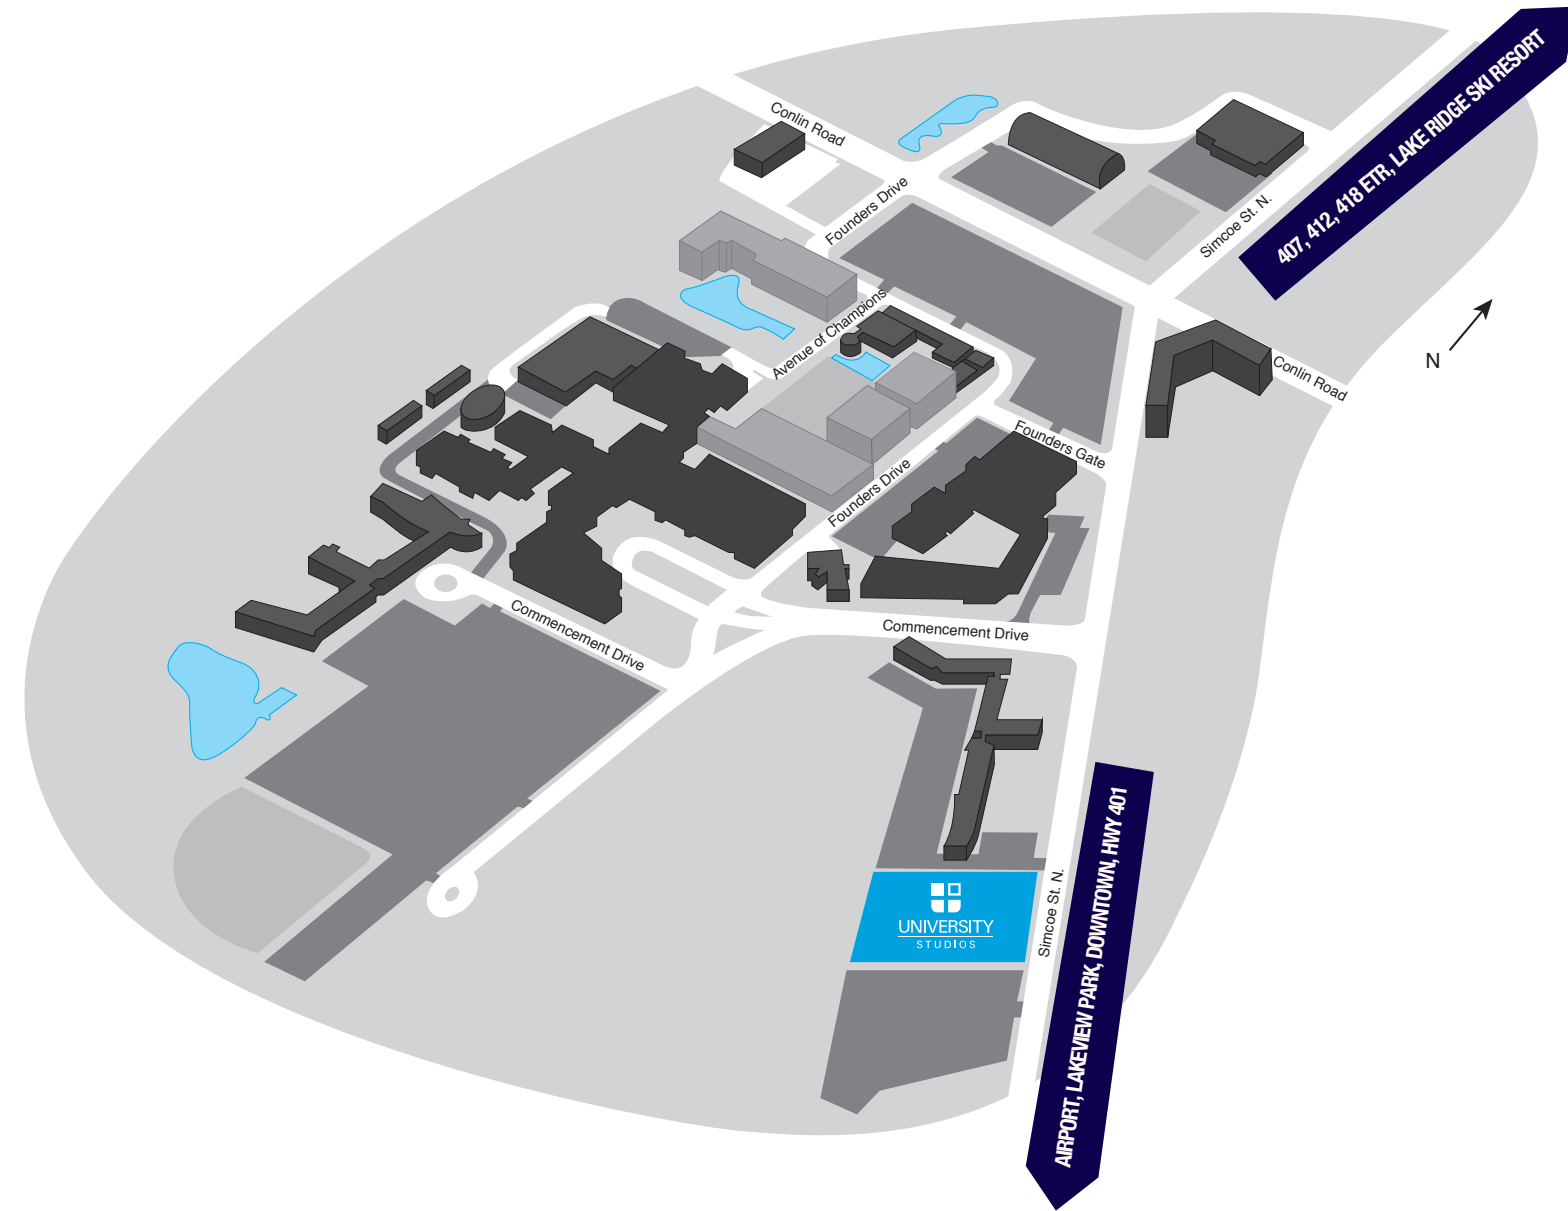 407, 412, 418 ETR, LAKE RIDGE SKI RESORT
Conlin Road
Founders Drive
Simcoe St. N.
Avenue of Champions
N
Conlin Road
Founders Gate
Founders Drive
Commencement Drive
Commencement Drive
UNIVERSITY
STUDIOS
Simcoe St. N.
AIRPORT, LAKEVIEW PARK, DOWNTOWN, HWY 401